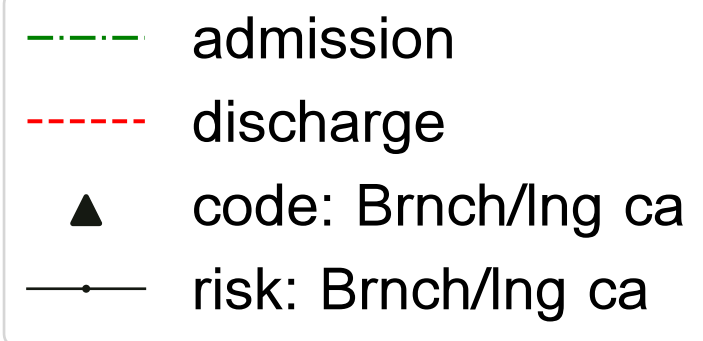 admission
discharge
code: Brnch/lng ca
risk: Brnch/lng ca